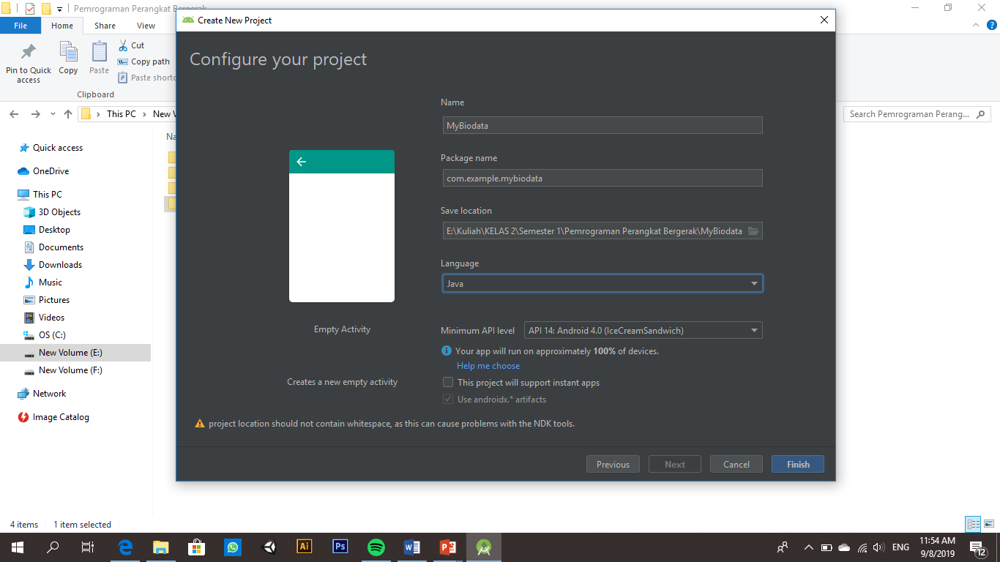 Pemrograman Perangkat Bergerak
File
Home
Share
View
Pin to Quick
access
Copy
Paste
Cut
Copy path
Paste shortc
Clipboard
This PC
New V
Search Pemrograman Perang...
Na
Quick access
OneDrive
This PC
3D Objects
Desktop
Documents
Downloads
Music
Pictures
Videos
OS (C:)
New Volume (E:)
New Volume (F:)
Network
Image Catalog
4 items
1 item selected
Create New Project
Configure your project
Name
MyBiodata
Package name
com.example.mybiodata
Save location
E:\Kuliah\KELAS 2\Semester 1\Pemrograman Perangkat Bergerak\MyBiodata
Language
Java
Empty Activity
Minimum API level
API 14: Android 4.0 (IceCreamSandwich)
Your app will run on approximately 100% of devices.
Help me choose
Creates a new empty activity
This project will support instant apps
Use androidx.* artifacts
project location should not contain whitespace, as this can cause problems with the NDK tools.
Previous
Next
Cancel
Finish
Ai
Ps
ENG
11:54 AM
9/8/2019
12